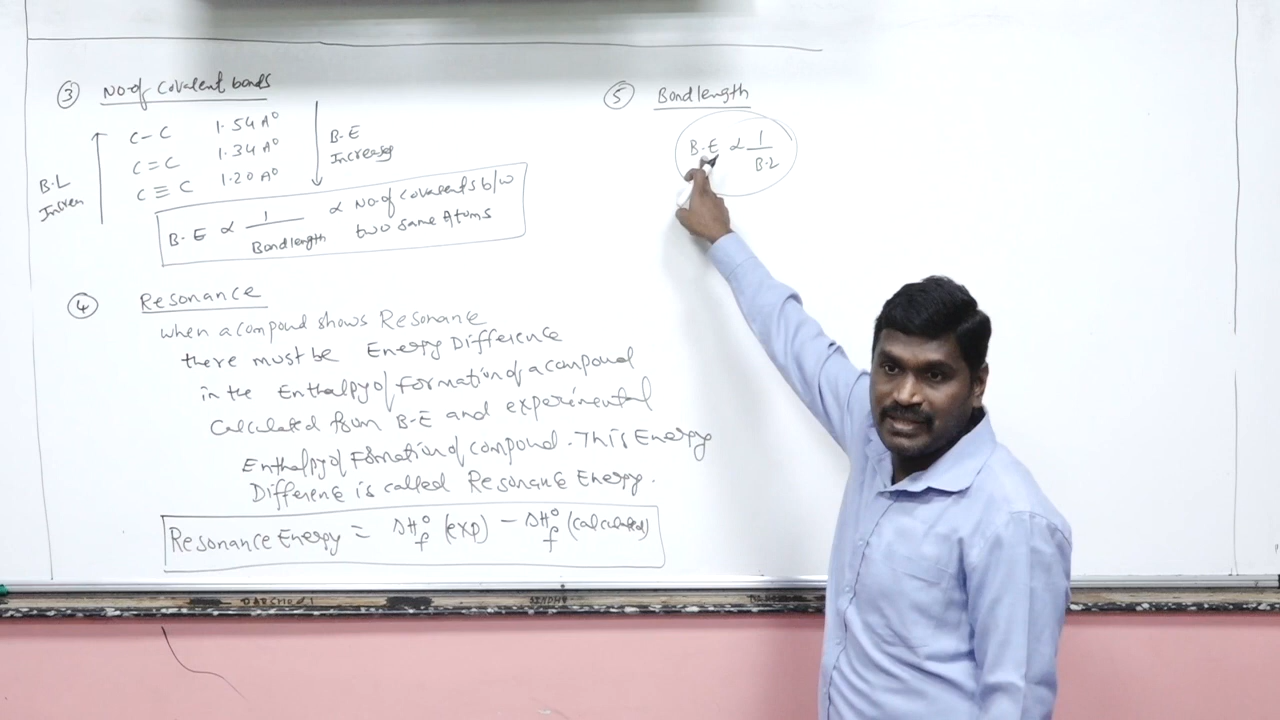 ③ No. of covalent bonds
C-C 1.54 A°
C=C 1.34 A°
C≡C 1.20 A°
B.L
Increa
B-E
Increases
B-E ∝ 1/Bondlength ∝ No. of covalents b/w
two same Atoms
④ Resonance
when a compound shows Resonance
there must be Energy Difference
in the Enthalpy of Formation of a compound
Calculated from B-E and experimental
Enthalpy of Formation of compound. This Energy
Difference is called Resonance Energy.
Resonance Energy = ΔH°f (exp) - ΔH°f (calculated)
⑤ Bondlength
B.E ∝ 1/B.L